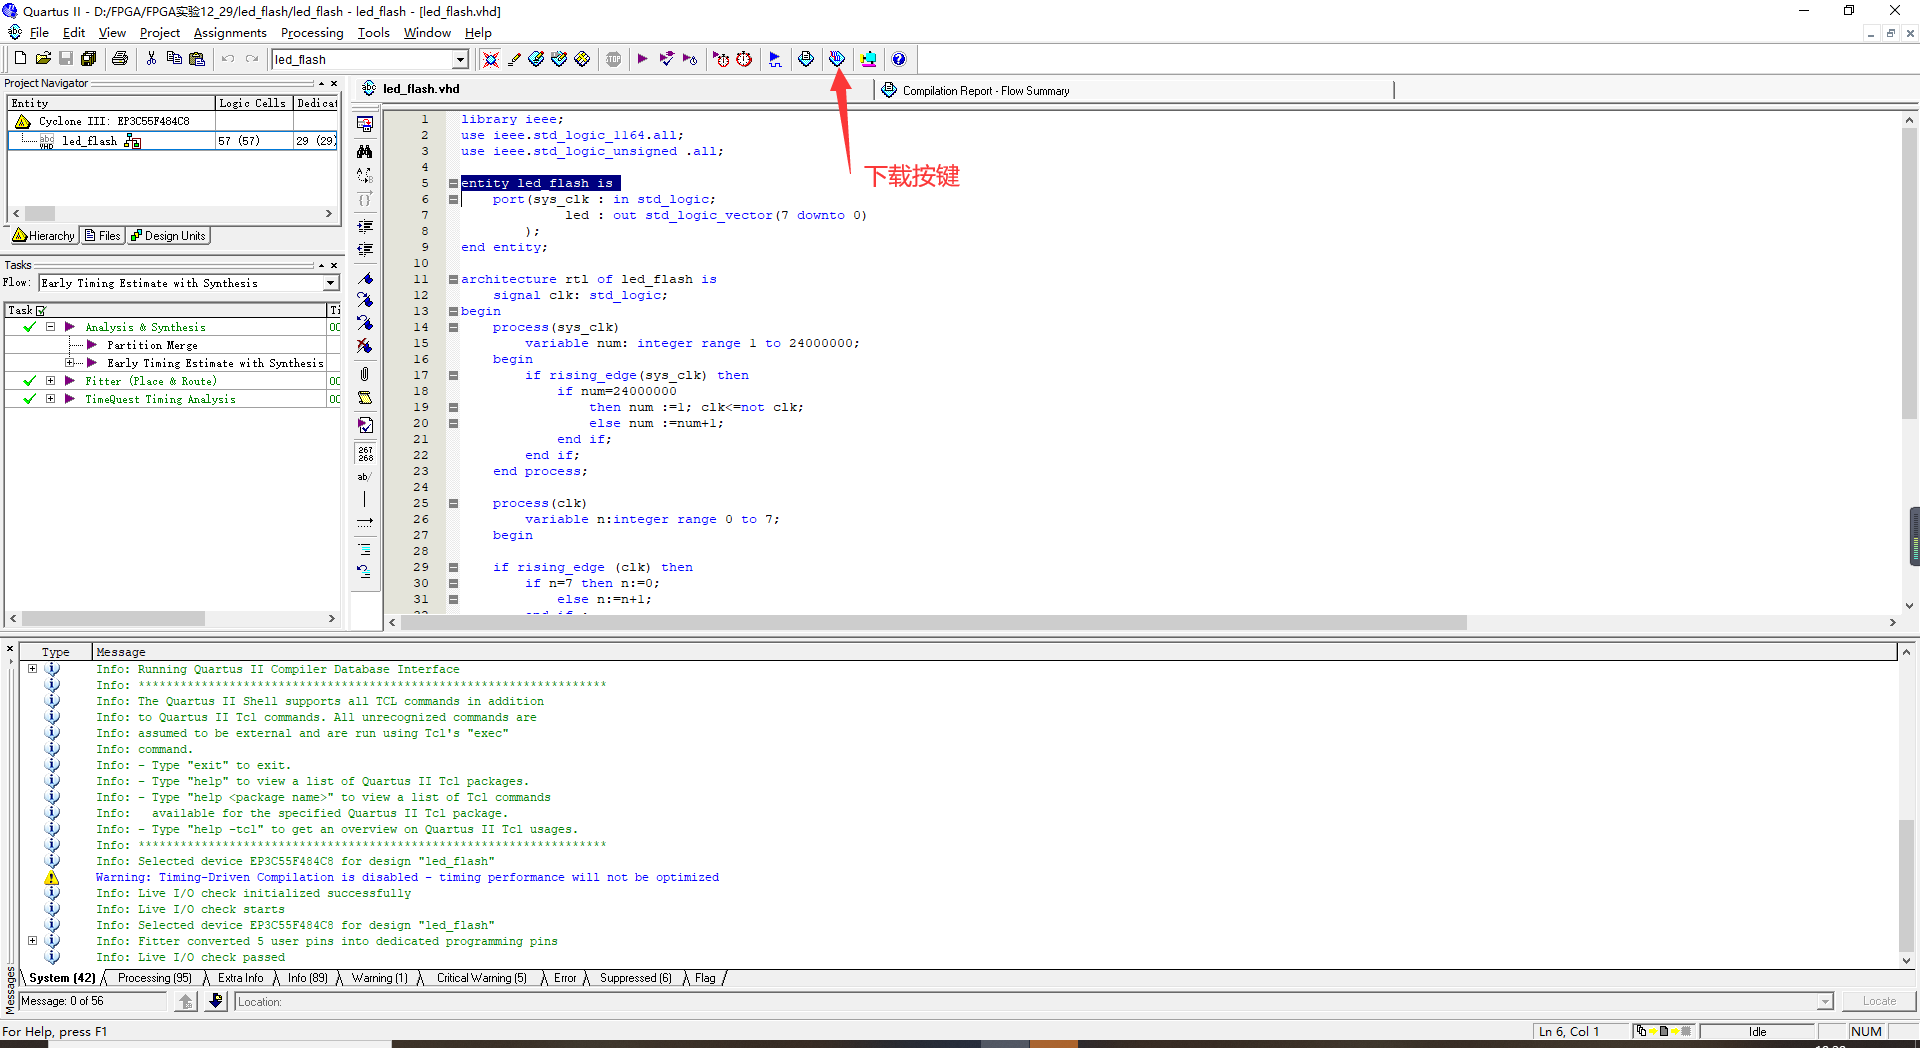 Quartus II - D:/FPGA/FPGA实验12_29/led_flash/led_flash - led_flash - [led_flash.vhd]
File Edit View Project Assignments Processing Tools Window Help
led_flash
Project Navigator
Entity Logic Cells Dedicat
Cyclone III: EP3C55F484C8
led_flash 57 (57) 29 (29)
Hierarchy Files Design Units
Tasks
Flow: Early Timing Estimate with Synthesis
Task Ti
Analysis & Synthesis 00
Partition Merge
Early Timing Estimate with Synthesis
Fitter (Place & Route) 00
TimeQuest Timing Analysis 00
led_flash.vhd
Compilation Report - Flow Summary
下载按键
267
268
ab/
1 library ieee;
2 use ieee.std_logic_1164.all;
3 use ieee.std_logic_unsigned .all;
4
5 entity led_flash is
6 port(sys_clk : in std_logic;
7 led : out std_logic_vector(7 downto 0)
8 );
9 end entity;
10
11 architecture rtl of led_flash is
12 signal clk: std_logic;
13 begin
14 process(sys_clk)
15 variable num: integer range 1 to 24000000;
16 begin
17 if rising_edge(sys_clk) then
18 if num=24000000
19 then num :=1; clk<=not clk;
20 else num :=num+1;
21 end if;
22 end if;
23 end process;
24
25 process(clk)
26 variable n:integer range 0 to 7;
27 begin
28
29 if rising_edge (clk) then
30 if n=7 then n:=0;
31 else n:=n+1;
Type Message
Info: Running Quartus II Compiler Database Interface
Info: *******************************************************************
Info: The Quartus II Shell supports all TCL commands in addition
Info: to Quartus II Tcl commands. All unrecognized commands are
Info: assumed to be external and are run using Tcl's "exec"
Info: command.
Info: - Type "exit" to exit.
Info: - Type "help" to view a list of Quartus II Tcl packages.
Info: - Type "help <package name>" to view a list of Tcl commands
Info: available for the specified Quartus II Tcl package.
Info: - Type "help -tcl" to get an overview on Quartus II Tcl usages.
Info: *******************************************************************
Info: Selected device EP3C55F484C8 for design "led_flash"
Warning: Timing-Driven Compilation is disabled - timing performance will not be optimized
Info: Live I/O check initialized successfully
Info: Live I/O check starts
Info: Selected device EP3C55F484C8 for design "led_flash"
Info: Fitter converted 5 user pins into dedicated programming pins
Info: Live I/O check passed
System (42) Processing (95) Extra Info Info (89) Warning (1) Critical Warning (5) Error Suppressed (6) Flag
Messages
Message: 0 of 56 Location: Locate
For Help, press F1 Ln 6, Col 1 Idle NUM